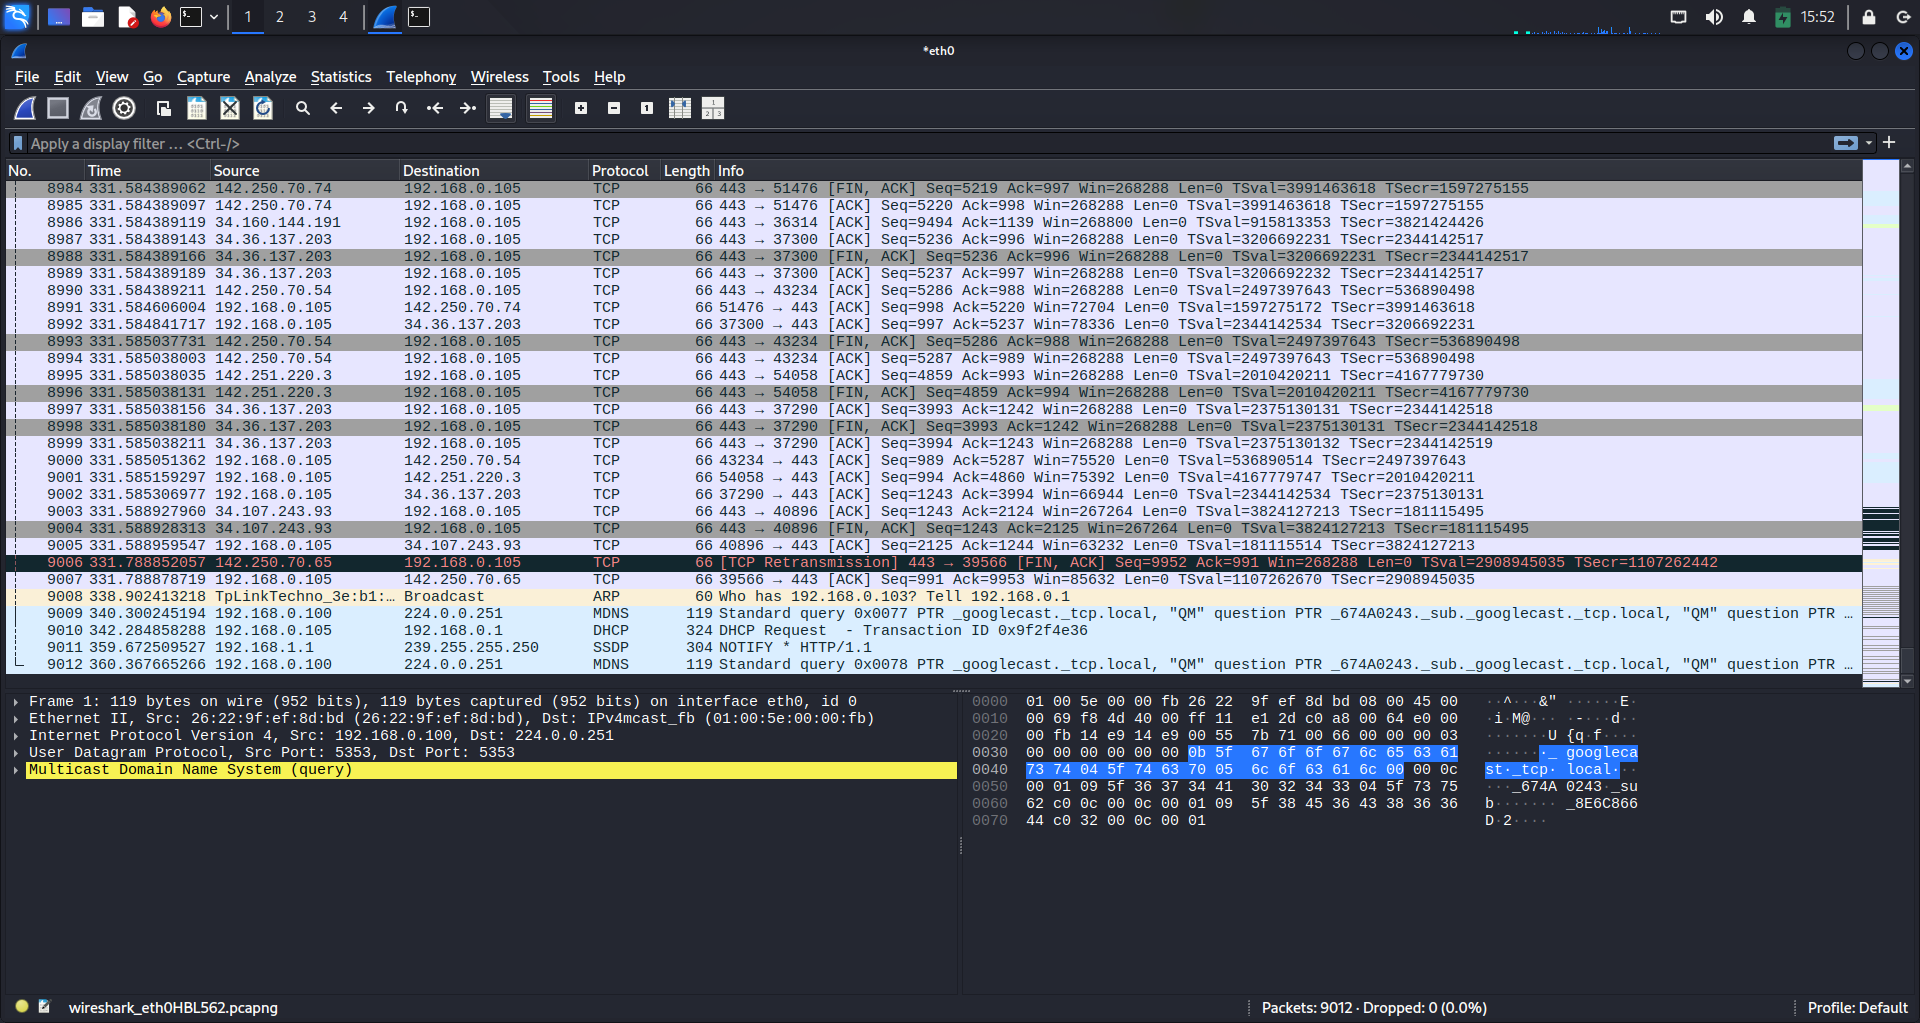 1 2 3 4 15:52
*eth0
File Edit View Go Capture Analyze Statistics Telephony Wireless Tools Help
Apply a display filter … <Ctrl-/>
No. Time Source Destination Protocol Length Info
8984 331.584389062 142.250.70.74 192.168.0.105 TCP 66 443 → 51476 [FIN, ACK] Seq=5219 Ack=997 Win=268288 Len=0 TSval=3991463618 TSecr=1597275155
8985 331.584389097 142.250.70.74 192.168.0.105 TCP 66 443 → 51476 [ACK] Seq=5220 Ack=998 Win=268288 Len=0 TSval=3991463618 TSecr=1597275155
8986 331.584389119 34.160.144.191 192.168.0.105 TCP 66 443 → 36314 [ACK] Seq=9494 Ack=1139 Win=268800 Len=0 TSval=915813353 TSecr=3821424426
8987 331.584389143 34.36.137.203 192.168.0.105 TCP 66 443 → 37300 [ACK] Seq=5236 Ack=996 Win=268288 Len=0 TSval=3206692231 TSecr=2344142517
8988 331.584389166 34.36.137.203 192.168.0.105 TCP 66 443 → 37300 [FIN, ACK] Seq=5236 Ack=996 Win=268288 Len=0 TSval=3206692231 TSecr=2344142517
8989 331.584389189 34.36.137.203 192.168.0.105 TCP 66 443 → 37300 [ACK] Seq=5237 Ack=997 Win=268288 Len=0 TSval=3206692232 TSecr=2344142517
8990 331.584389211 142.250.70.54 192.168.0.105 TCP 66 443 → 43234 [ACK] Seq=5286 Ack=988 Win=268288 Len=0 TSval=2497397643 TSecr=536890498
8991 331.584606004 192.168.0.105 142.250.70.74 TCP 66 51476 → 443 [ACK] Seq=998 Ack=5220 Win=72704 Len=0 TSval=1597275172 TSecr=3991463618
8992 331.584841717 192.168.0.105 34.36.137.203 TCP 66 37300 → 443 [ACK] Seq=997 Ack=5237 Win=78336 Len=0 TSval=2344142534 TSecr=3206692231
8993 331.585037731 142.250.70.54 192.168.0.105 TCP 66 443 → 43234 [FIN, ACK] Seq=5286 Ack=988 Win=268288 Len=0 TSval=2497397643 TSecr=536890498
8994 331.585038003 142.250.70.54 192.168.0.105 TCP 66 443 → 43234 [ACK] Seq=5287 Ack=989 Win=268288 Len=0 TSval=2497397643 TSecr=536890498
8995 331.585038035 142.251.220.3 192.168.0.105 TCP 66 443 → 54058 [ACK] Seq=4859 Ack=993 Win=268288 Len=0 TSval=2010420211 TSecr=4167779730
8996 331.585038131 142.251.220.3 192.168.0.105 TCP 66 443 → 54058 [FIN, ACK] Seq=4859 Ack=994 Win=268288 Len=0 TSval=2010420211 TSecr=4167779730
8997 331.585038156 34.36.137.203 192.168.0.105 TCP 66 443 → 37290 [ACK] Seq=3993 Ack=1242 Win=268288 Len=0 TSval=2375130131 TSecr=2344142518
8998 331.585038180 34.36.137.203 192.168.0.105 TCP 66 443 → 37290 [FIN, ACK] Seq=3993 Ack=1242 Win=268288 Len=0 TSval=2375130131 TSecr=2344142518
8999 331.585038211 34.36.137.203 192.168.0.105 TCP 66 443 → 37290 [ACK] Seq=3994 Ack=1243 Win=268288 Len=0 TSval=2375130132 TSecr=2344142519
9000 331.585051362 192.168.0.105 142.250.70.54 TCP 66 43234 → 443 [ACK] Seq=989 Ack=5287 Win=75520 Len=0 TSval=536890514 TSecr=2497397643
9001 331.585159297 192.168.0.105 142.251.220.3 TCP 66 54058 → 443 [ACK] Seq=994 Ack=4860 Win=75392 Len=0 TSval=4167779747 TSecr=2010420211
9002 331.585306977 192.168.0.105 34.36.137.203 TCP 66 37290 → 443 [ACK] Seq=1243 Ack=3994 Win=66944 Len=0 TSval=2344142534 TSecr=2375130131
9003 331.588927960 34.107.243.93 192.168.0.105 TCP 66 443 → 40896 [ACK] Seq=1243 Ack=2124 Win=267264 Len=0 TSval=3824127213 TSecr=181115495
9004 331.588928313 34.107.243.93 192.168.0.105 TCP 66 443 → 40896 [FIN, ACK] Seq=1243 Ack=2125 Win=267264 Len=0 TSval=3824127213 TSecr=181115495
9005 331.588959547 192.168.0.105 34.107.243.93 TCP 66 40896 → 443 [ACK] Seq=2125 Ack=1244 Win=63232 Len=0 TSval=181115514 TSecr=3824127213
9006 331.788852057 142.250.70.65 192.168.0.105 TCP 66 [TCP Retransmission] 443 → 39566 [FIN, ACK] Seq=9952 Ack=991 Win=268288 Len=0 TSval=2908945035 TSecr=1107262442
9007 331.788878719 192.168.0.105 142.250.70.65 TCP 66 39566 → 443 [ACK] Seq=991 Ack=9953 Win=85632 Len=0 TSval=1107262670 TSecr=2908945035
9008 338.902413218 TpLinkTechno_3e:b1:… Broadcast ARP 60 Who has 192.168.0.103? Tell 192.168.0.1
9009 340.300245194 192.168.0.100 224.0.0.251 MDNS 119 Standard query 0x0077 PTR _googlecast._tcp.local, "QM" question PTR _674A0243._sub._googlecast._tcp.local, "QM" question PTR …
9010 342.284858288 192.168.0.105 192.168.0.1 DHCP 324 DHCP Request - Transaction ID 0x9f2f4e36
9011 359.672509527 192.168.1.1 239.255.255.250 SSDP 304 NOTIFY * HTTP/1.1
9012 360.367665266 192.168.0.100 224.0.0.251 MDNS 119 Standard query 0x0078 PTR _googlecast._tcp.local, "QM" question PTR _674A0243._sub._googlecast._tcp.local, "QM" question PTR …
Frame 1: 119 bytes on wire (952 bits), 119 bytes captured (952 bits) on interface eth0, id 0
Ethernet II, Src: 26:22:9f:ef:8d:bd (26:22:9f:ef:8d:bd), Dst: IPv4mcast_fb (01:00:5e:00:00:fb)
Internet Protocol Version 4, Src: 192.168.0.100, Dst: 224.0.0.251
User Datagram Protocol, Src Port: 5353, Dst Port: 5353
Multicast Domain Name System (query)
0000 01 00 5e 00 00 fb 26 22 9f ef 8d bd 08 00 45 00 ··^···&" ······E·
0010 00 69 f8 4d 40 00 ff 11 e1 2d c0 a8 00 64 e0 00 ·i·M@··· ·-···d··
0020 00 fb 14 e9 14 e9 00 55 7b 71 00 66 00 00 00 03 ·······U {q·f····
0030 00 00 00 00 00 00 0b 5f 67 6f 6f 67 6c 65 63 61 ·······_ googleca
0040 73 74 04 5f 74 63 70 05 6c 6f 63 61 6c 00 00 0c st·_tcp· local···
0050 00 01 09 5f 36 37 34 41 30 32 34 33 04 5f 73 75 ···_674A 0243·_su
0060 62 c0 0c 00 0c 00 01 09 5f 38 45 36 43 38 36 36 b······· _8E6C866
0070 44 c0 32 00 0c 00 01 D·2····
wireshark_eth0HBL562.pcapng Packets: 9012 · Dropped: 0 (0.0%) Profile: Default